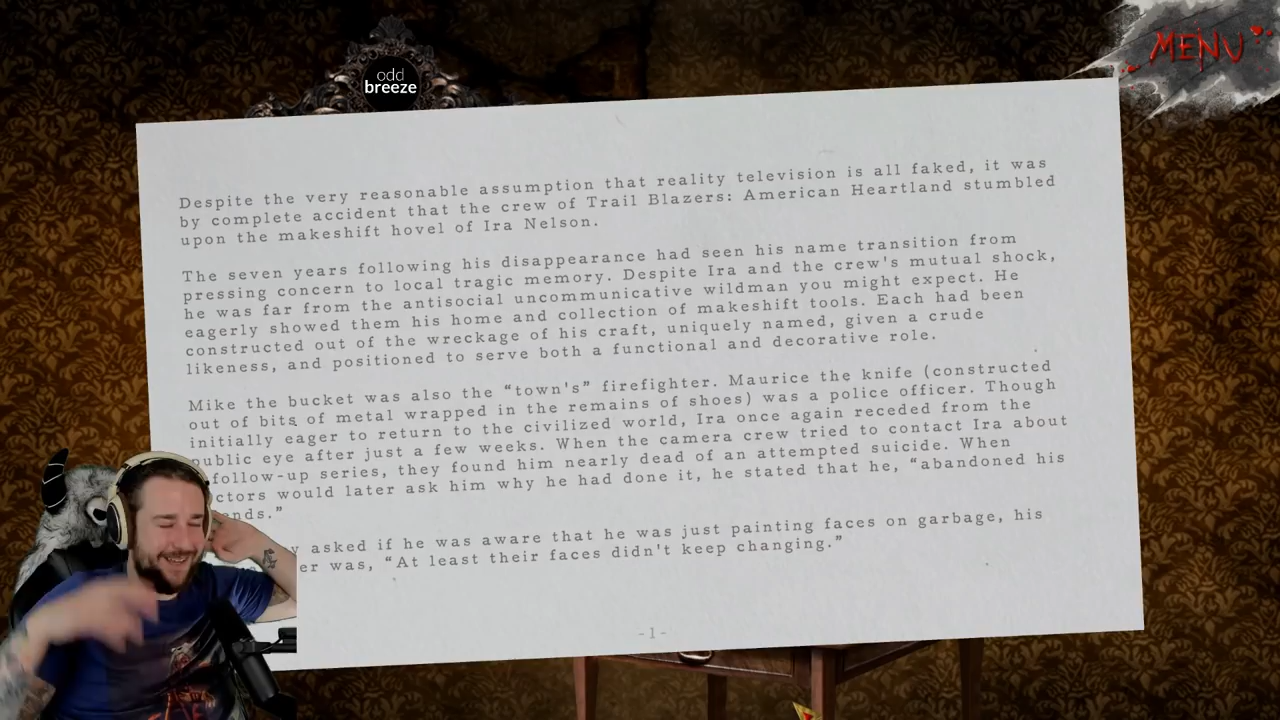 MENU
odd
breeze
Despite the very reasonable assumption that reality television is all faked, it was
by complete accident that the crew of Trail Blazers: American Heartland stumbled
upon the makeshift hovel of Ira Nelson.
The seven years following his disappearance had seen his name transition from
pressing concern to local tragic memory. Despite Ira and the crew's mutual shock,
he was far from the antisocial uncommunicative wildman you might expect. He
eagerly showed them his home and collection of makeshift tools. Each had been
constructed out of the wreckage of his craft, uniquely named, given a crude
likeness, and positioned to serve both a functional and decorative role.
Mike the bucket was also the “town's” firefighter. Maurice the knife (constructed
out of bits of metal wrapped in the remains of shoes) was a police officer. Though
initially eager to return to the civilized world, Ira once again receded from the
public eye after just a few weeks. When the camera crew tried to contact Ira about
follow-up series, they found him nearly dead of an attempted suicide. When
ctors would later ask him why he had done it, he stated that he, “abandoned his
ends.”
y asked if he was aware that he was just painting faces on garbage, his
er was, “At least their faces didn't keep changing.”
-1-